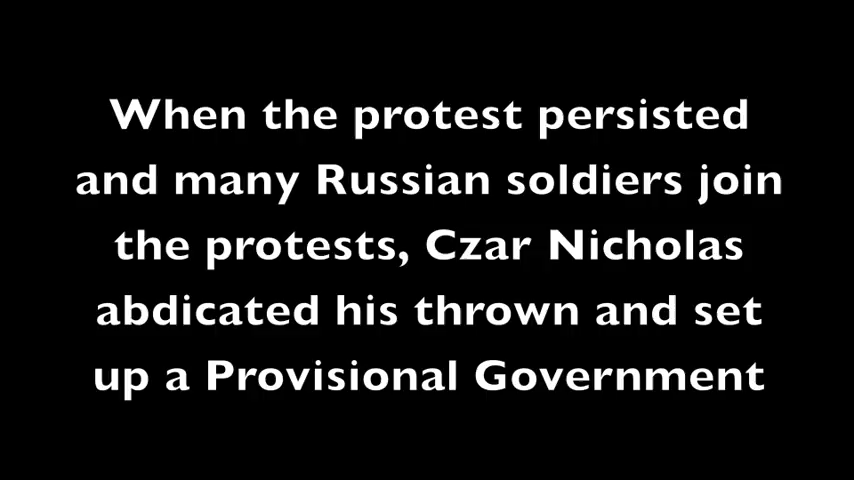 When the protest persisted
and many Russian soldiers join
the protests, Czar Nicholas
abdicated his thrown and set
up a Provisional Government